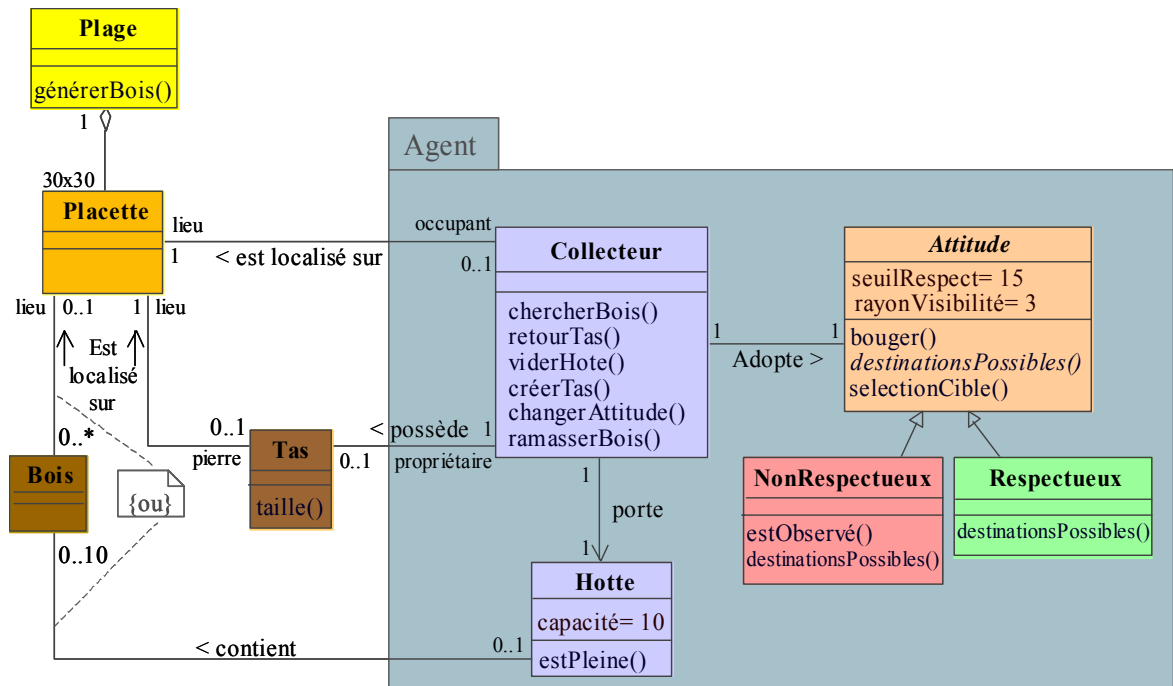 Plage
générerBois()
1
30x30
Placette
lieu
1
< est localisé sur
occupant
0..1
Agent
Collecteur
chercherBois()
retourTas()
viderHote()
créerTas()
changerAttitude()
ramasserBois()
1
Adopte >
1
Attitude
seuilRespect= 15
rayonVisibilité= 3
bouger()
destinationsPossibles()
selectionCible()
NonRespectueux
estObservé()
destinationsPossibles()
Respectueux
destinationsPossibles()
lieu
0..1
1
lieu
Est
localisé
sur
0..*
Bois
0..10
{ou}
0..1
pierre
Tas
taille()
< possède
0..1
1
propriétaire
1
porte
1
Hotte
capacité= 10
estPleine()
< contient
0..1